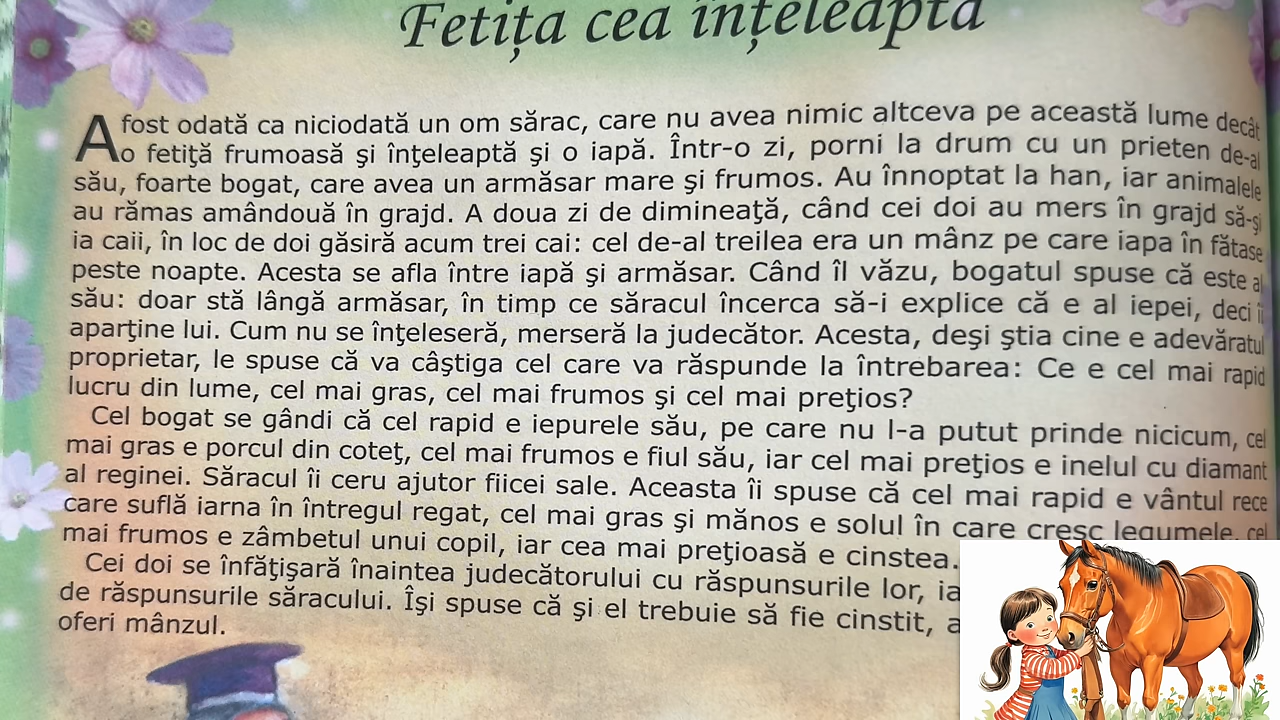 Fetița cea înțeleaptă
A fost odată ca niciodată un om sărac, care nu avea nimic altceva pe această lume decât
o fetiţă frumoasă şi înţeleaptă şi o iapă. Într-o zi, porni la drum cu un prieten de-al
său, foarte bogat, care avea un armăsar mare şi frumos. Au înnoptat la han, iar animalele
au rămas amândouă în grajd. A doua zi de dimineaţă, când cei doi au mers în grajd să-şi
ia caii, în loc de doi găsiră acum trei cai: cel de-al treilea era un mânz pe care iapa în fătase
peste noapte. Acesta se afla între iapă şi armăsar. Când îl văzu, bogatul spuse că este al
său: doar stă lângă armăsar, în timp ce săracul încerca să-i explice că e al iepei, deci îi
aparţine lui. Cum nu se înţeleseră, merseră la judecător. Acesta, deşi ştia cine e adevăratul
proprietar, le spuse că va câştiga cel care va răspunde la întrebarea: Ce e cel mai rapid
lucru din lume, cel mai gras, cel mai frumos şi cel mai preţios?
Cel bogat se gândi că cel rapid e iepurele său, pe care nu l-a putut prinde nicicum, cel
mai gras e porcul din coteţ, cel mai frumos e fiul său, iar cel mai preţios e inelul cu diamant
al reginei. Săracul îi ceru ajutor fiicei sale. Aceasta îi spuse că cel mai rapid e vântul rece
care suflă iarna în întregul regat, cel mai gras şi mănos e solul în care cresc legumele, cel
mai frumos e zâmbetul unui copil, iar cea mai preţioasă e cinstea.
Cei doi se înfăţişară înaintea judecătorului cu răspunsurile lor,
de răspunsurile săracului. Îşi spuse că şi el trebuie să fie cinstit,
oferi mânzul.